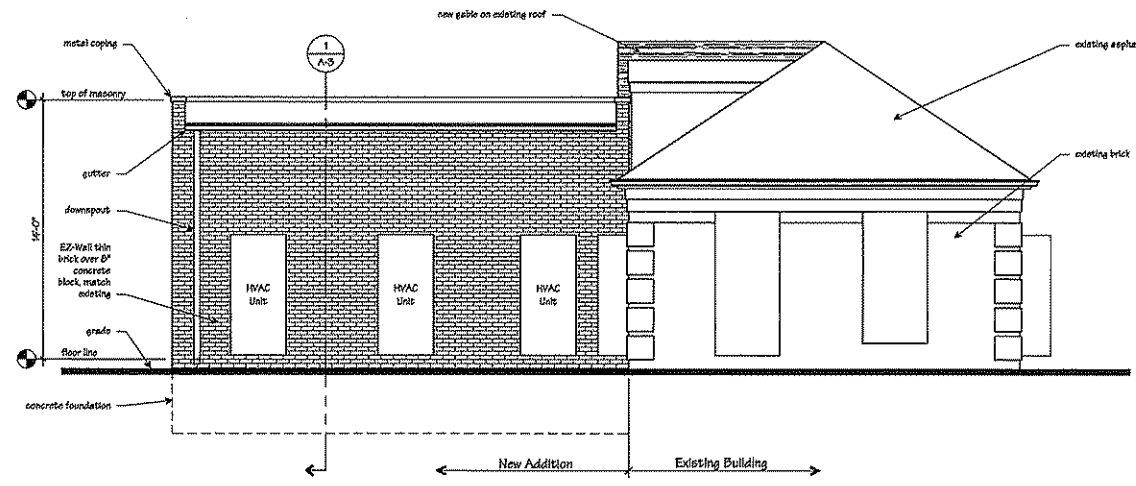 new gable on existing roof
metal coping
1
A-3
existing aspha
top of masonry
existing brick
gutter
downspout
14'-0"
EZ-Wall thin
brick over 8"
concrete
block, match
existing
HVAC
Unit
HVAC
Unit
HVAC
Unit
grade
floor line
concrete foundation
New Addition
Existing Building